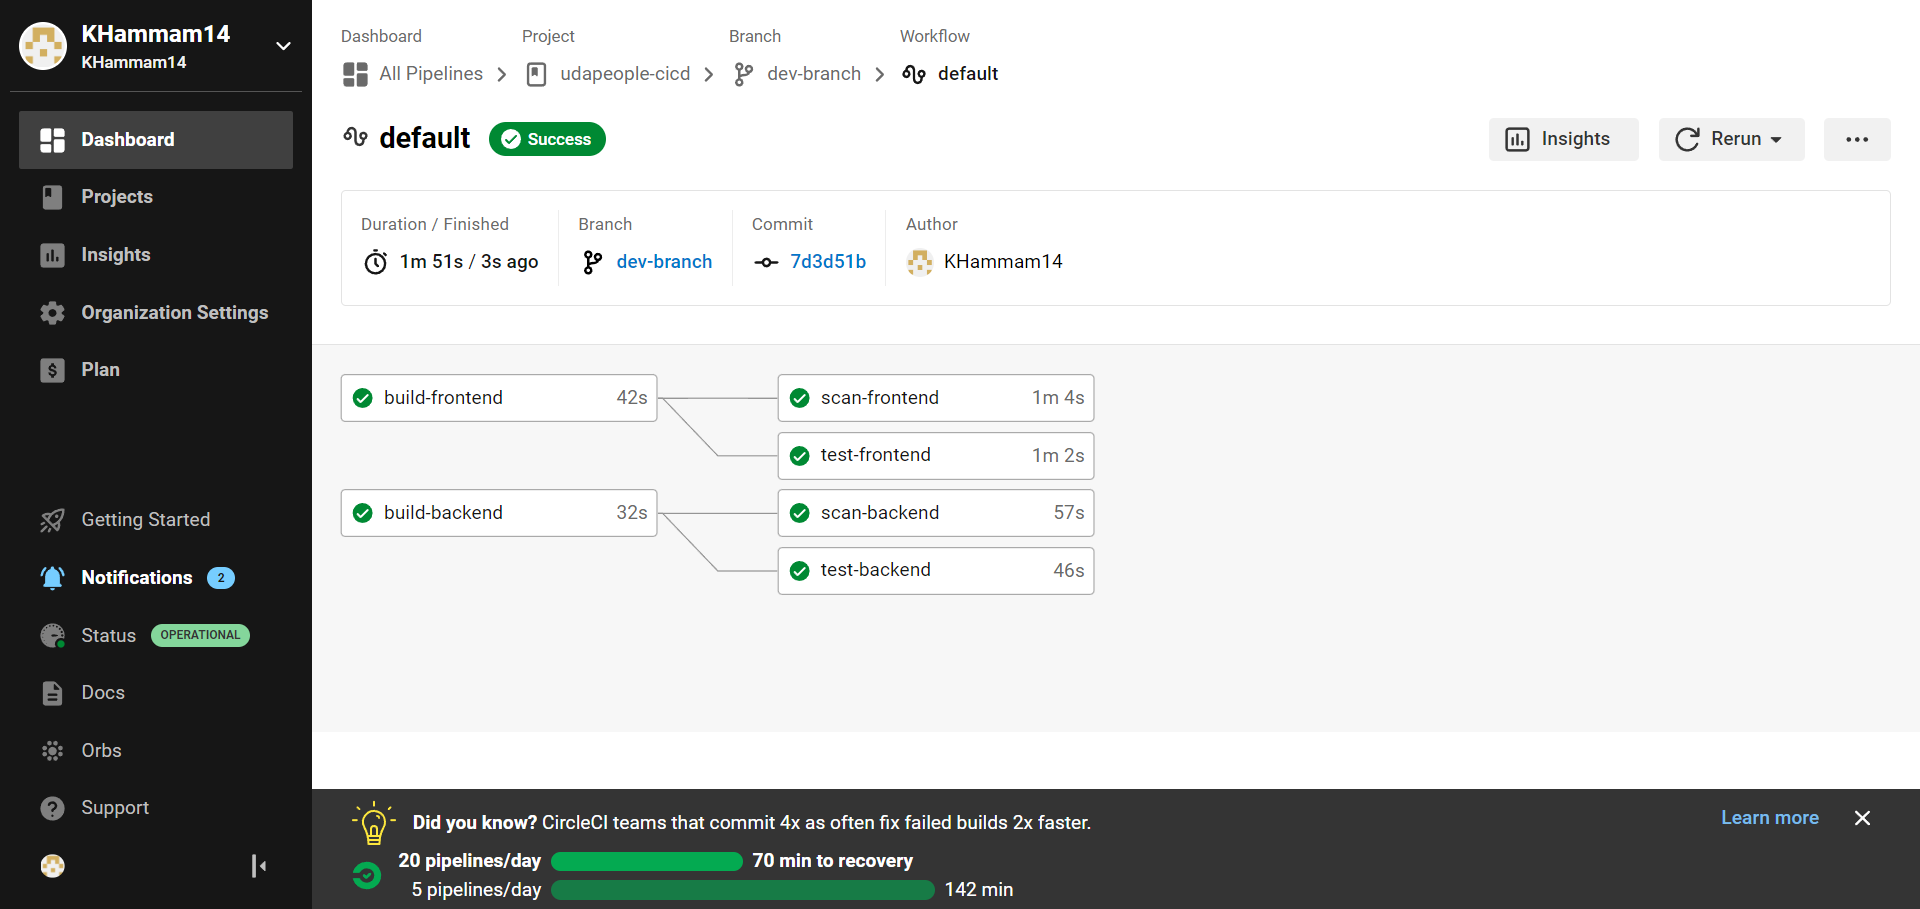 KHammam14
KHammam14
Dashboard
Projects
Insights
Organization Settings
Plan
Getting Started
Notifications 2
Status OPERATIONAL
Docs
Orbs
Support
Dashboard Project Branch Workflow
All Pipelines udapeople-cicd dev-branch default
default Success
Insights Rerun
Duration / Finished Branch Commit Author
1m 51s / 3s ago dev-branch 7d3d51b KHammam14
build-frontend 42s
scan-frontend 1m 4s
test-frontend 1m 2s
build-backend 32s
scan-backend 57s
test-backend 46s
Did you know? CircleCI teams that commit 4x as often fix failed builds 2x faster.
Learn more
20 pipelines/day 70 min to recovery
5 pipelines/day 142 min